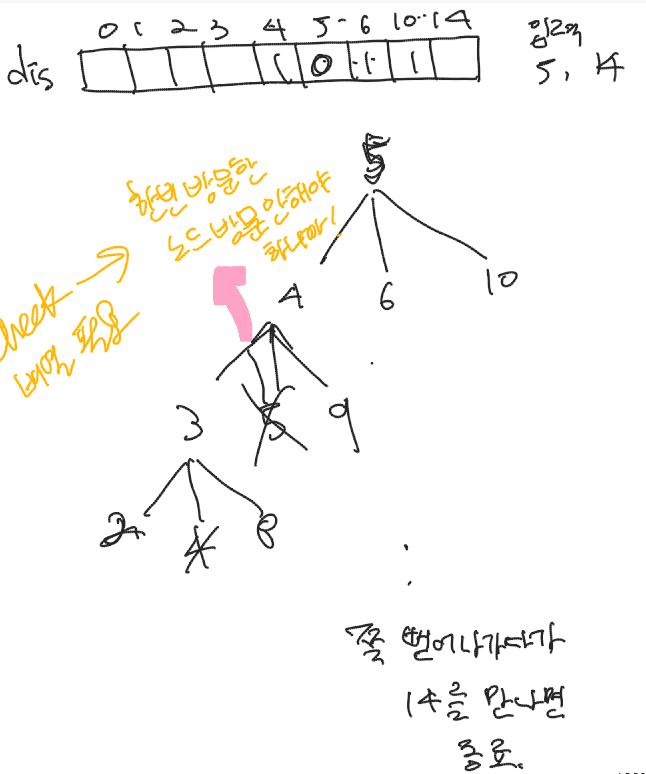 0 1 2 3 4 5 6 10 14
dis 1 0 1 1
입력
5, 14
5
한번 방문한
노드 방문 안해야
하니까!
check
배열 활용
4 6 10
3 5 9
2 4 8
쭉 뻗어나가다가
14를 만나면
종료.